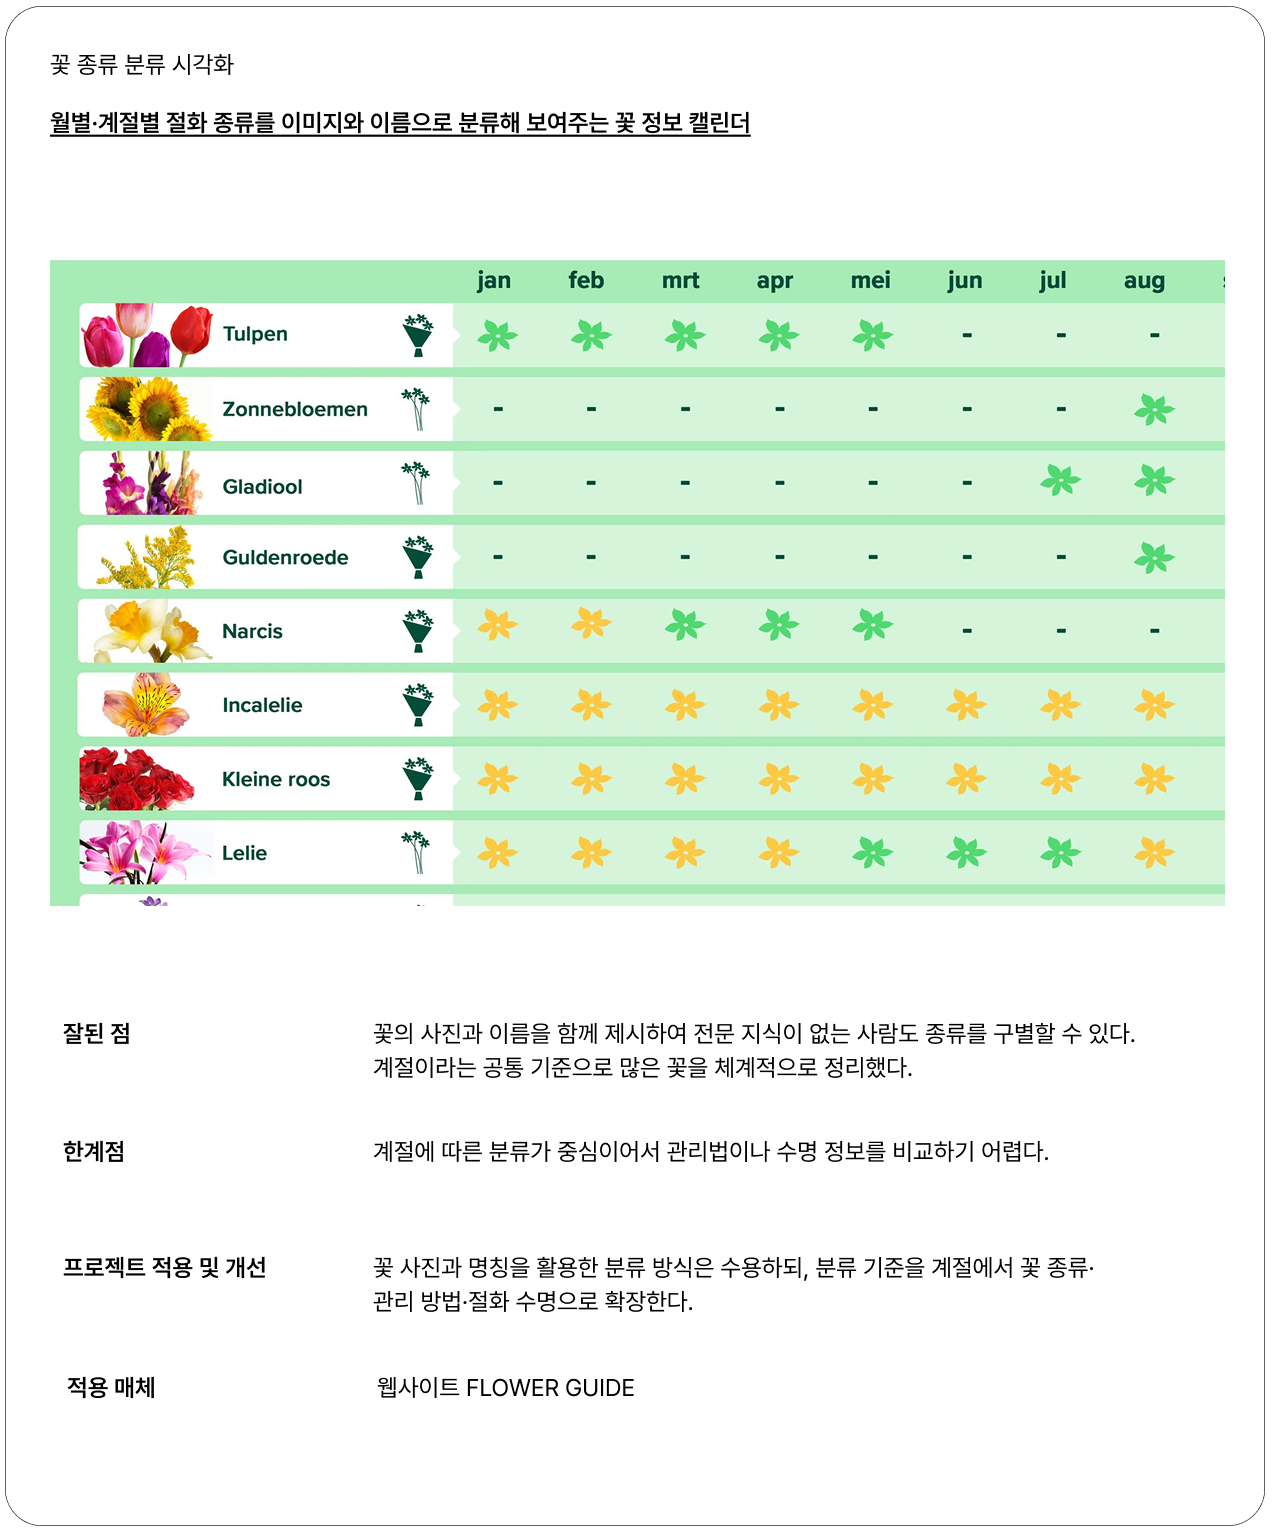 꽃 종류 분류 시각화
월별·계절별 절화 종류를 이미지와 이름으로 분류해 보여주는 꽃 정보 캘린더
jan feb mrt apr mei jun jul aug
Tulpen - - -
Zonnebloemen - - - - - - -
Gladiool - - - - - -
Guldenroede - - - - - - -
Narcis - - -
Incalelie
Kleine roos
Lelie
잘된 점 꽃의 사진과 이름을 함께 제시하여 전문 지식이 없는 사람도 종류를 구별할 수 있다.
계절이라는 공통 기준으로 많은 꽃을 체계적으로 정리했다.
한계점 계절에 따른 분류가 중심이어서 관리법이나 수명 정보를 비교하기 어렵다.
프로젝트 적용 및 개선 꽃 사진과 명칭을 활용한 분류 방식은 수용하되, 분류 기준을 계절에서 꽃 종류·
관리 방법·절화 수명으로 확장한다.
적용 매체 웹사이트 FLOWER GUIDE